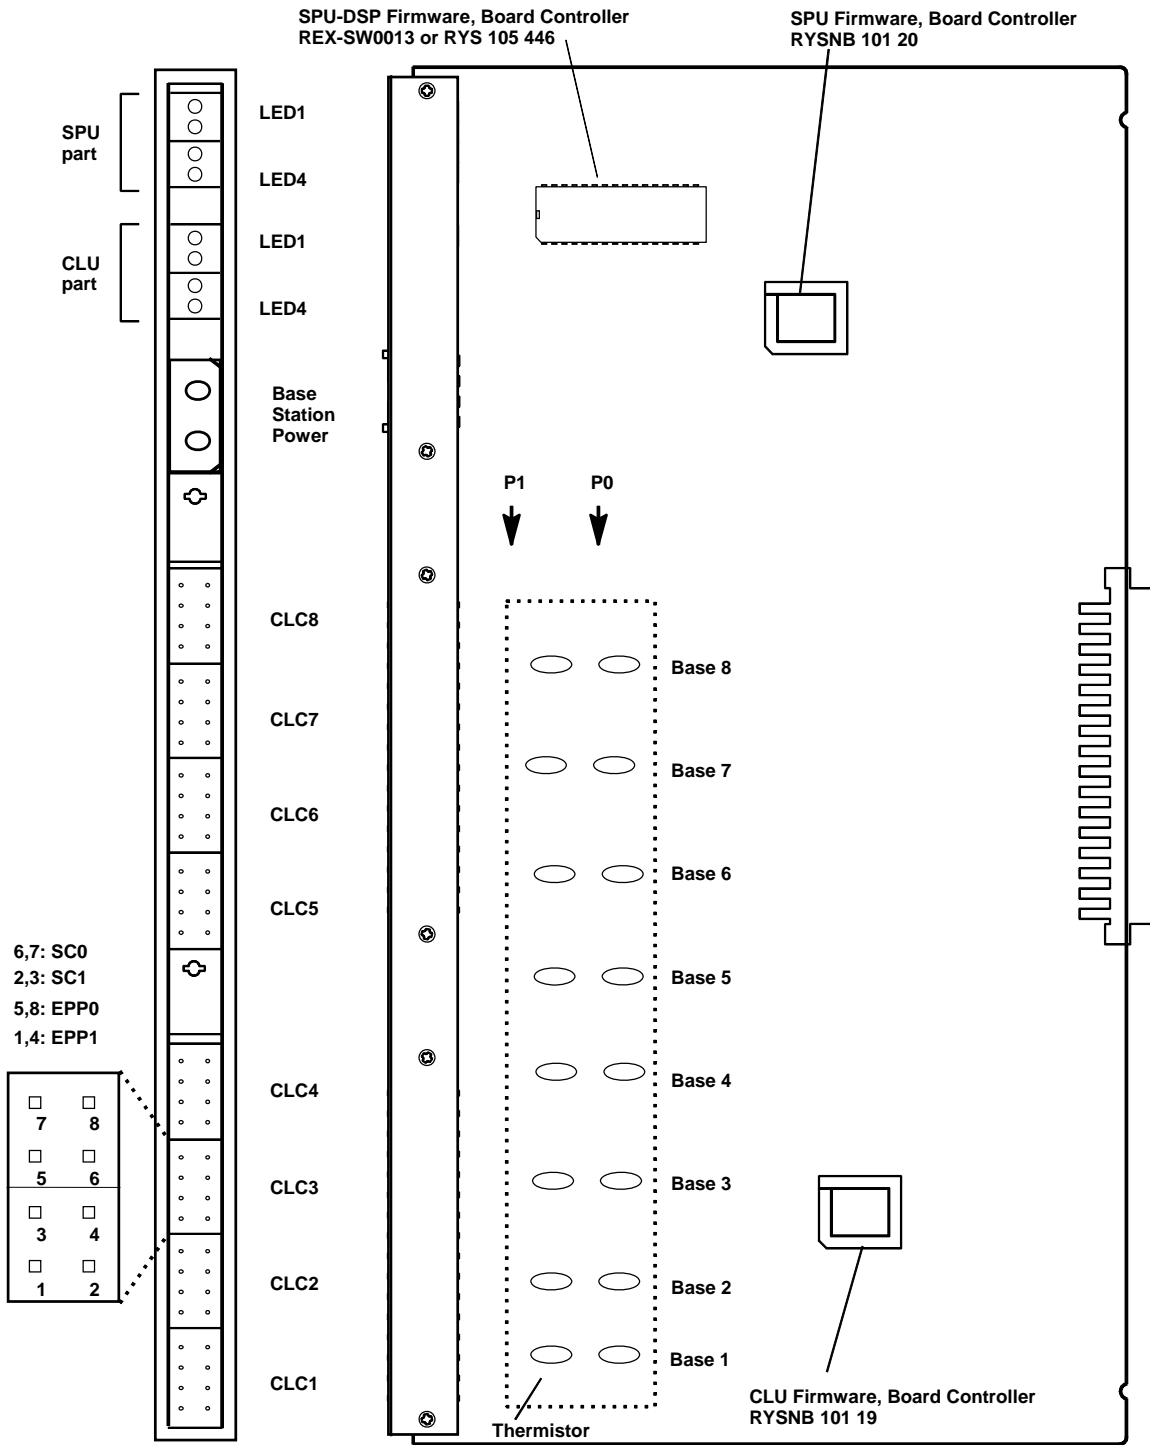 SPU-DSP Firmware, Board Controller
REX-SW0013 or RYS 105 446
SPU Firmware, Board Controller
RYSNB 101 20
SPU
part
LED1
LED4
CLU
part
LED1
LED4
Base
Station
Power
P1
P0
CLC8
CLC7
CLC6
CLC5
CLC4
CLC3
CLC2
CLC1
Base 8
Base 7
Base 6
Base 5
Base 4
Base 3
Base 2
Base 1
6,7: SC0
2,3: SC1
5,8: EPP0
1,4: EPP1
7 8
5 6
3 4
1 2
Thermistor
CLU Firmware, Board Controller
RYSNB 101 19